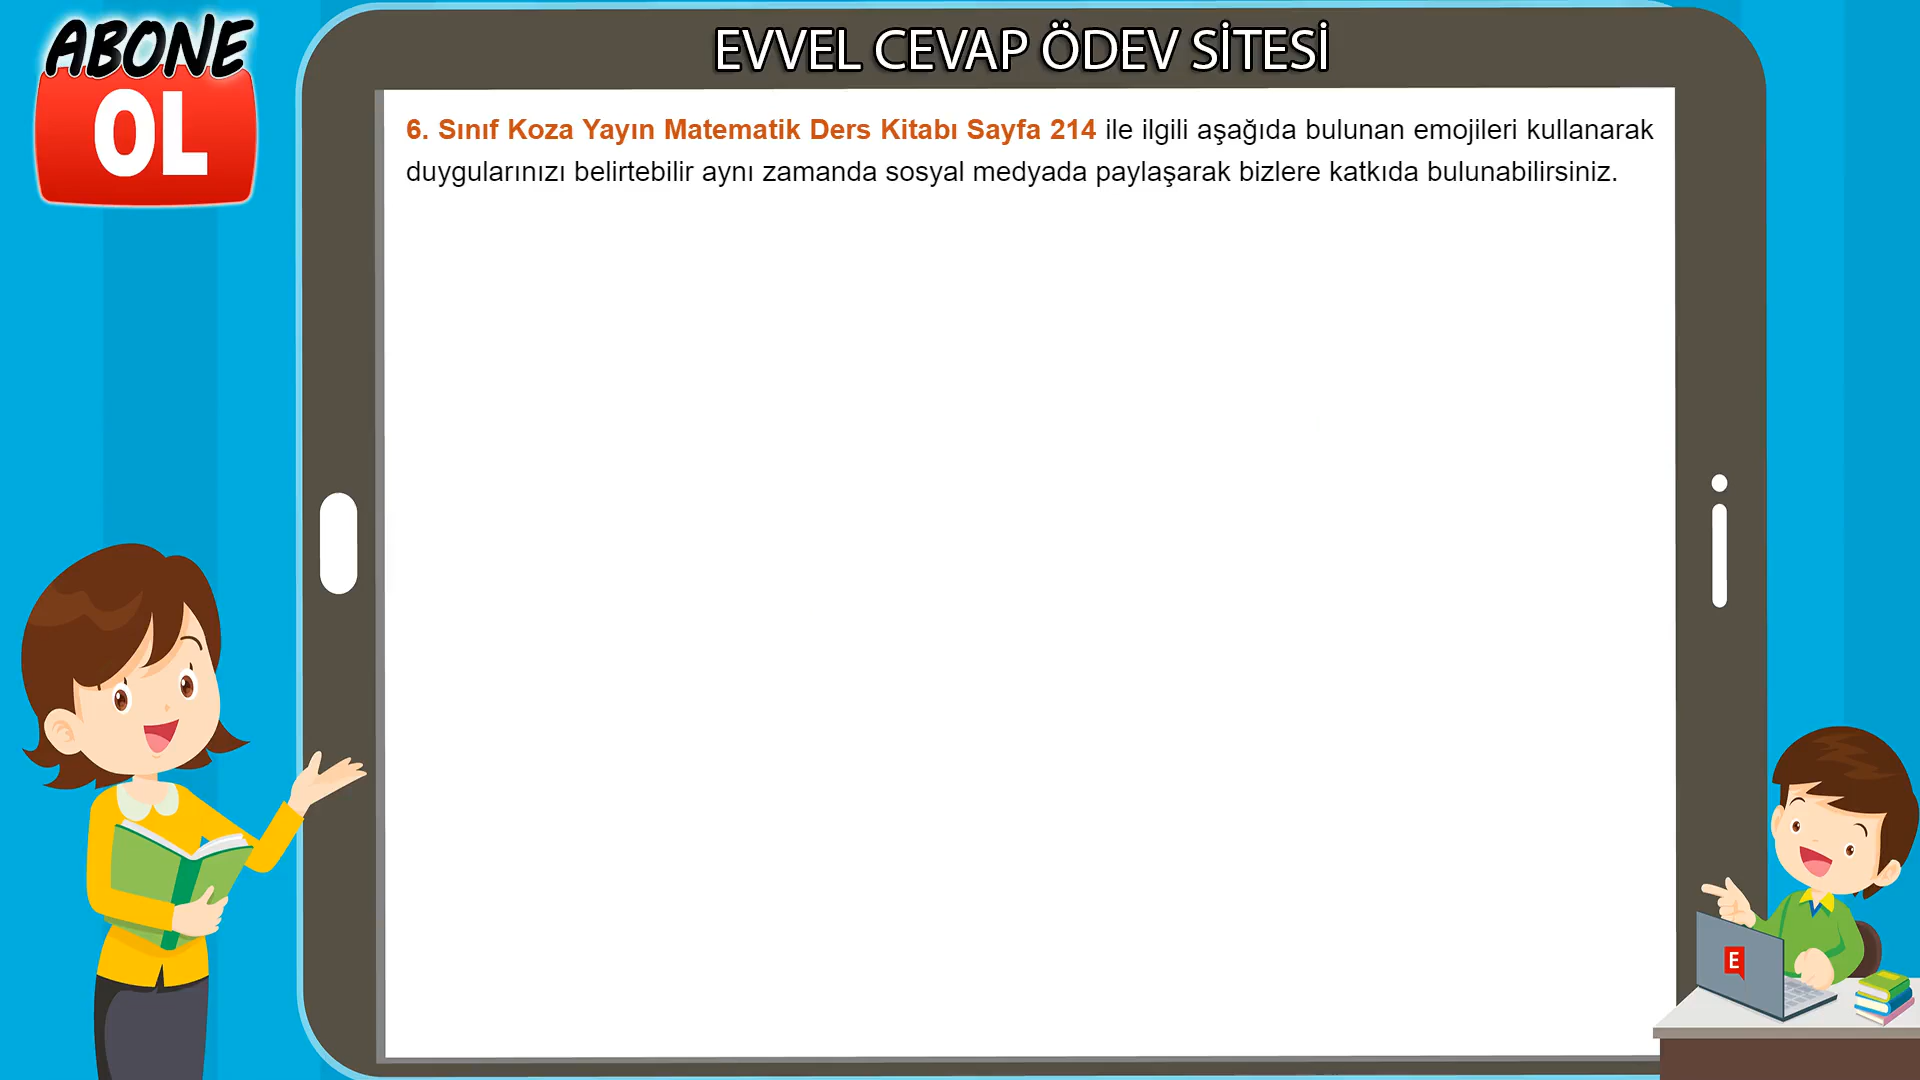 ABONE
OL
EVVEL CEVAP ÖDEV SİTESİ
6. Sınıf Koza Yayın Matematik Ders Kitabı Sayfa 214 ile ilgili aşağıda bulunan emojileri kullanarak
duygularınızı belirtebilir aynı zamanda sosyal medyada paylaşarak bizlere katkıda bulunabilirsiniz.
E